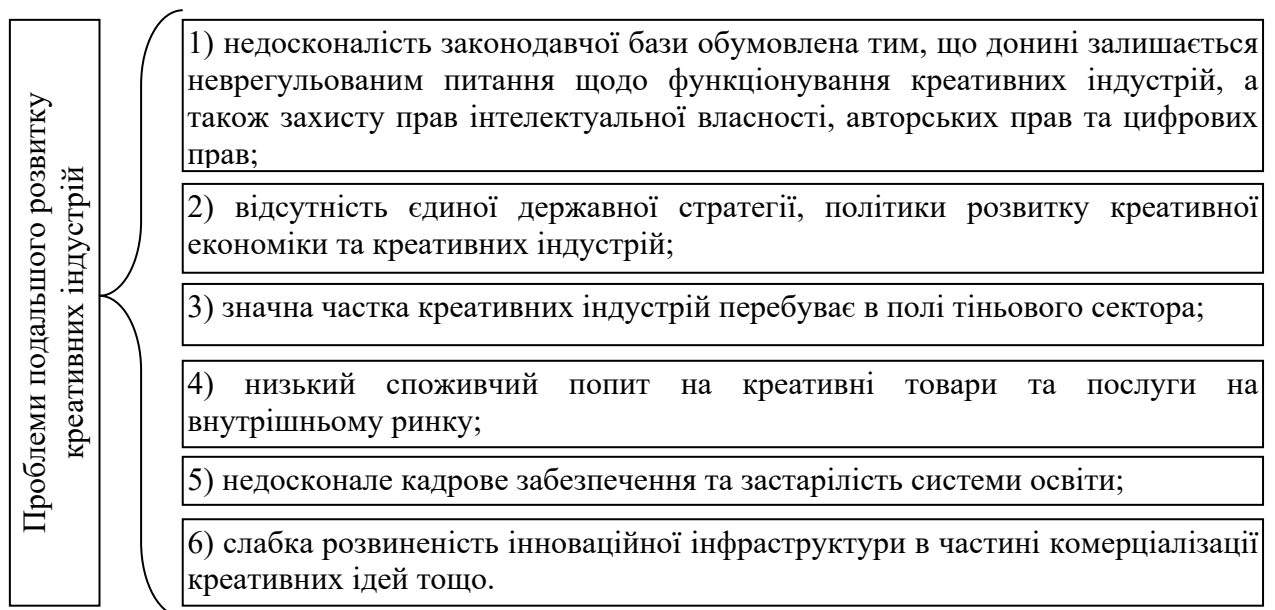 Проблеми подальшого розвитку
креативних індустрій
1) недосконалість законодавчої бази обумовлена тим, що донині залишається
неврегульованим питання щодо функціонування креативних індустрій, а
також захисту прав інтелектуальної власності, авторських прав та цифрових
прав;
2) відсутність єдиної державної стратегії, політики розвитку креативної
економіки та креативних індустрій;
3) значна частка креативних індустрій перебуває в полі тіньового сектора;
4) низький споживчий попит на креативні товари та послуги на
внутрішньому ринку;
5) недосконале кадрове забезпечення та застарілість системи освіти;
6) слабка розвиненість інноваційної інфраструктури в частині комерціалізації
креативних ідей тощо.